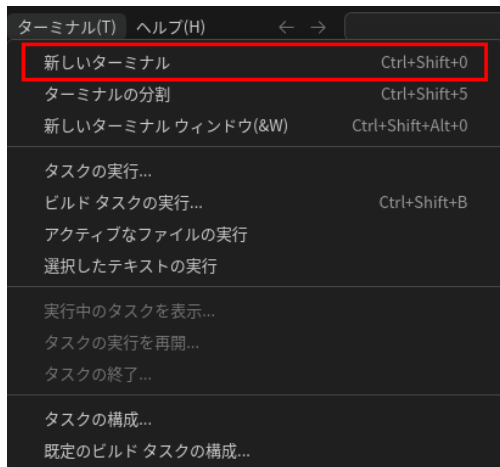 ターミナル(T) ヘルプ(H) ← →
新しいターミナル Ctrl+Shift+0
ターミナルの分割 Ctrl+Shift+5
新しいターミナル ウィンドウ(&W) Ctrl+Shift+Alt+0
タスクの実行...
ビルド タスクの実行... Ctrl+Shift+B
アクティブなファイルの実行
選択したテキストの実行
実行中のタスクを表示...
タスクの実行を再開...
タスクの終了...
タスクの構成...
既定のビルド タスクの構成...